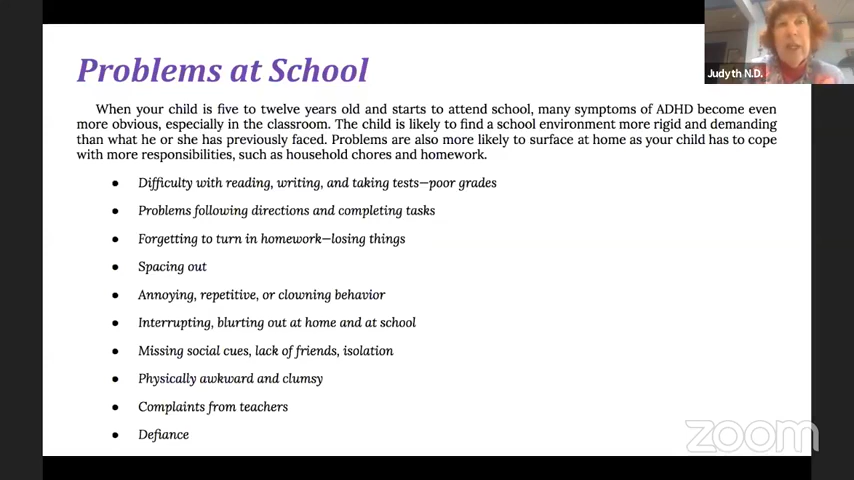 Problems at School
Judyth N.D.
When your child is five to twelve years old and starts to attend school, many symptoms of ADHD become even
more obvious, especially in the classroom. The child is likely to find a school environment more rigid and demanding
than what he or she has previously faced. Problems are also more likely to surface at home as your child has to cope
with more responsibilities, such as household chores and homework.
● Difficulty with reading, writing, and taking tests—poor grades
● Problems following directions and completing tasks
● Forgetting to turn in homework—losing things
● Spacing out
● Annoying, repetitive, or clowning behavior
● Interrupting, blurting out at home and at school
● Missing social cues, lack of friends, isolation
● Physically awkward and clumsy
● Complaints from teachers
● Defiance
zoom